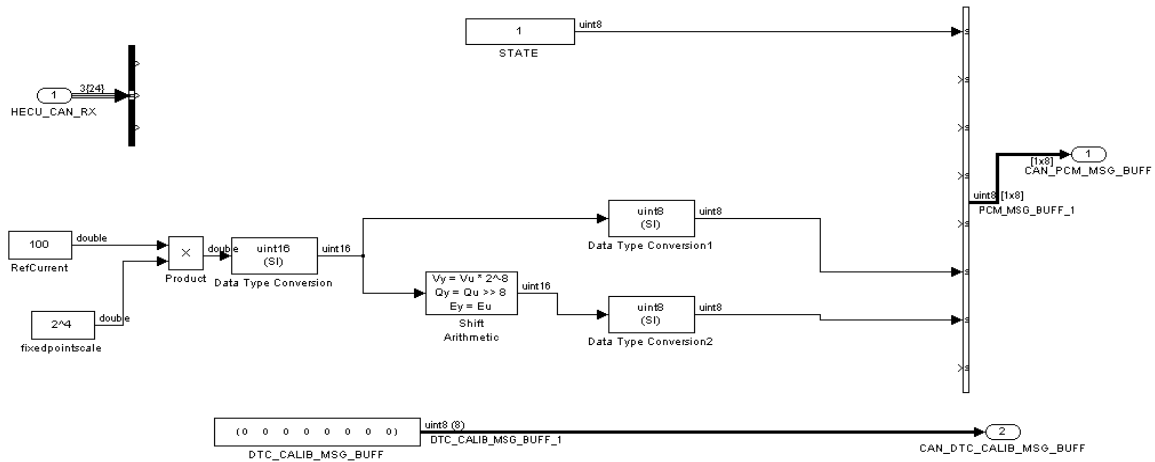 1
uint8
STATE
3{24}
1
HECU_CAN_RX
1
[1x8]
CAN_PCM_MSG_BUFF
uint8 [1x8]
PCM_MSG_BUFF_1
uint8
(SI)
uint8
Data Type Conversion1
100
double
RefCurrent
×
double
Product
uint16
(SI)
uint16
Data Type Conversion
Vy = Vu * 2^-8
Qy = Qu >> 8
Ey = Eu
uint16
Shift
Arithmetic
uint8
(SI)
uint8
Data Type Conversion2
2^4
double
fixedpointscale
(0 0 0 0 0 0 0 0)
uint8 (8)
DTC_CALIB_MSG_BUFF_1
DTC_CALIB_MSG_BUFF
2
CAN_DTC_CALIB_MSG_BUFF